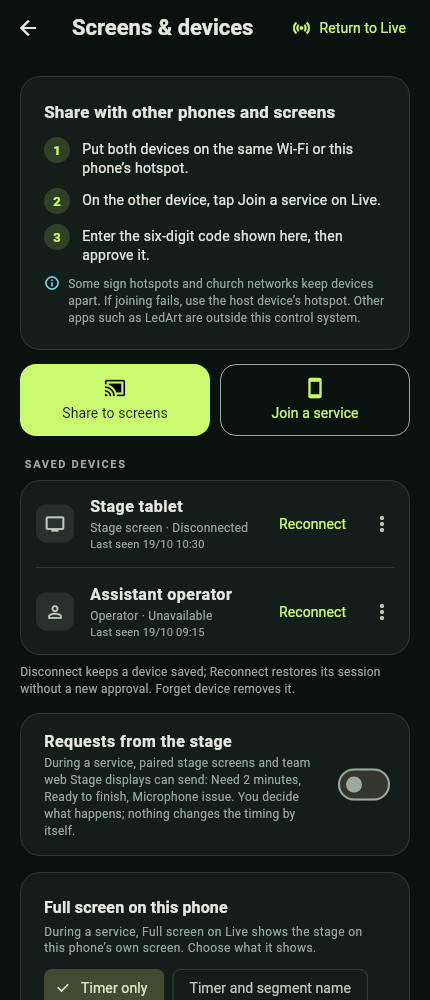 Screens & devices
Return to Live
Share with other phones and screens
1
Put both devices on the same Wi-Fi or this
phone’s hotspot.
2
On the other device, tap Join a service on Live.
3
Enter the six-digit code shown here, then
approve it.
Some sign hotspots and church networks keep devices
apart. If joining fails, use the host device’s hotspot. Other
apps such as LedArt are outside this control system.
Share to screens
Join a service
SAVED DEVICES
Stage tablet
Stage screen · Disconnected
Last seen 19/10 10:30
Reconnect
Assistant operator
Operator · Unavailable
Last seen 19/10 09:15
Reconnect
Disconnect keeps a device saved; Reconnect restores its session
without a new approval. Forget device removes it.
Requests from the stage
During a service, paired stage screens and team
web Stage displays can send: Need 2 minutes,
Ready to finish, Microphone issue. You decide
what happens; nothing changes the timing by
itself.
Full screen on this phone
During a service, Full screen on Live shows the stage on
this phone’s own screen. Choose what it shows.
Timer only
Timer and segment name